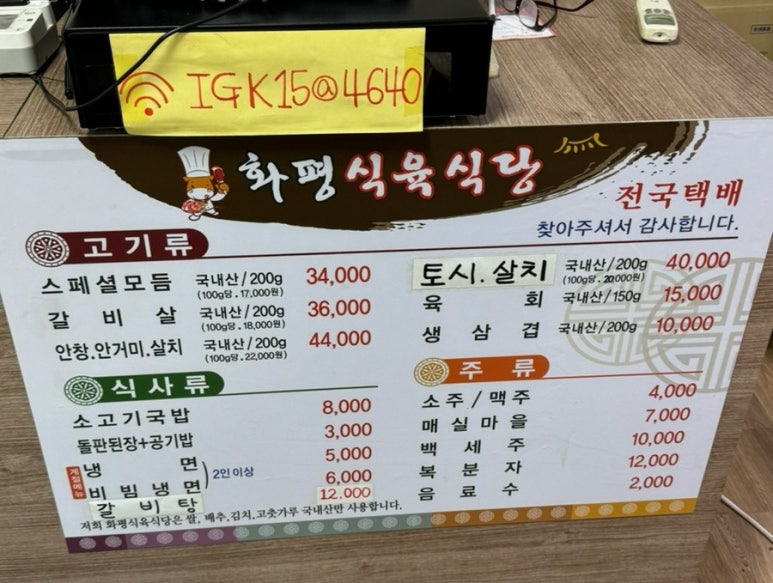 IGK15@4640
화평식육식당
전국택배
찾아주셔서 감사합니다.
고기류
스페셜모듬 국내산/200g 34,000
(100g당.17,000원)
갈비살 국내산/200g 36,000
(100g당.18,000원)
안창.안거미.살치 국내산/200g 44,000
(100g당.22,000원)
토시.살치 국내산/200g 40,000
(100g당.20,000원)
육회 국내산/150g 15,000
생삼겹 국내산/200g 10,000
식사류
소고기국밥 8,000
돌판된장+공기밥 3,000
계절메뉴
냉면 5,000
2인이상
비빔냉면 6,000
갈비탕 12.000
주류
소주/맥주 4,000
매실마을 7,000
백세주 10,000
복분자 12,000
음료수 2,000
저희 화평식육식당은 쌀, 배추,김치,고춧가루 국내산만 사용합니다.